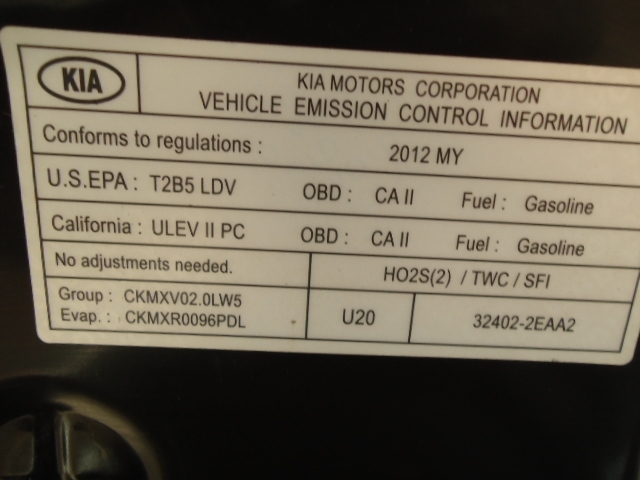 KIA
KIA MOTORS CORPORATION
VEHICLE EMISSION CONTROL INFORMATION
Conforms to regulations : 2012 MY
U.S.EPA : T2B5 LDV OBD : CA II Fuel : Gasoline
California : ULEV II PC OBD : CA II Fuel : Gasoline
No adjustments needed. HO2S(2) / TWC / SFI
Group : CKMXV02.0LW5
Evap. : CKMXR0096PDL
U20
32402-2EAA2